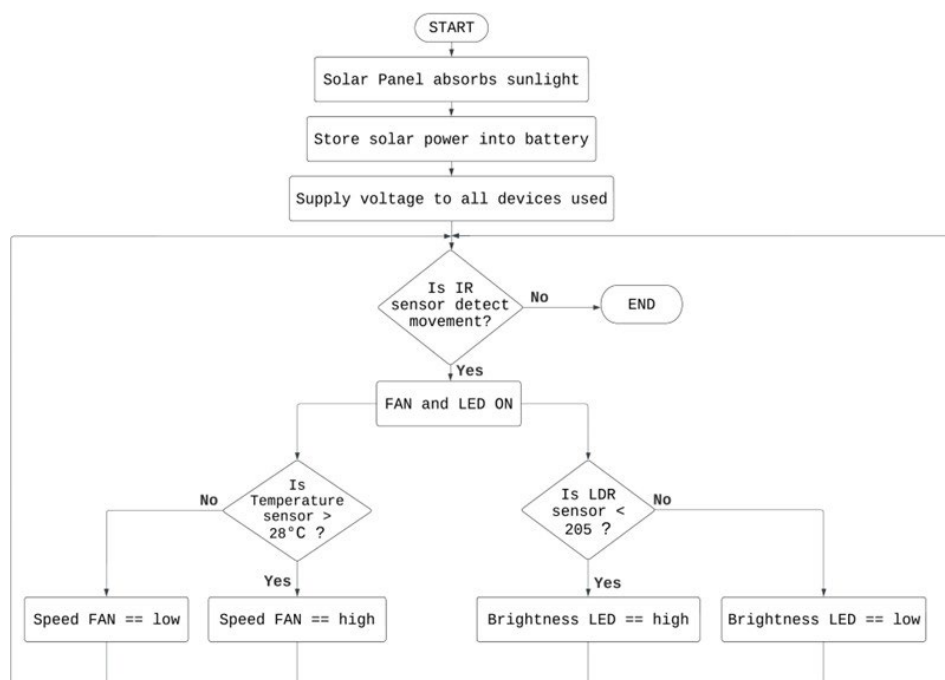 START
Solar Panel absorbs sunlight
Store solar power into battery
Supply voltage to all devices used
Is IR
sensor detect
movement?
No
END
Yes
FAN and LED ON
Is
Temperature
sensor >
28°C ?
No
Yes
Is LDR
sensor <
205 ?
No
Yes
Speed FAN == low
Speed FAN == high
Brightness LED == high
Brightness LED == low